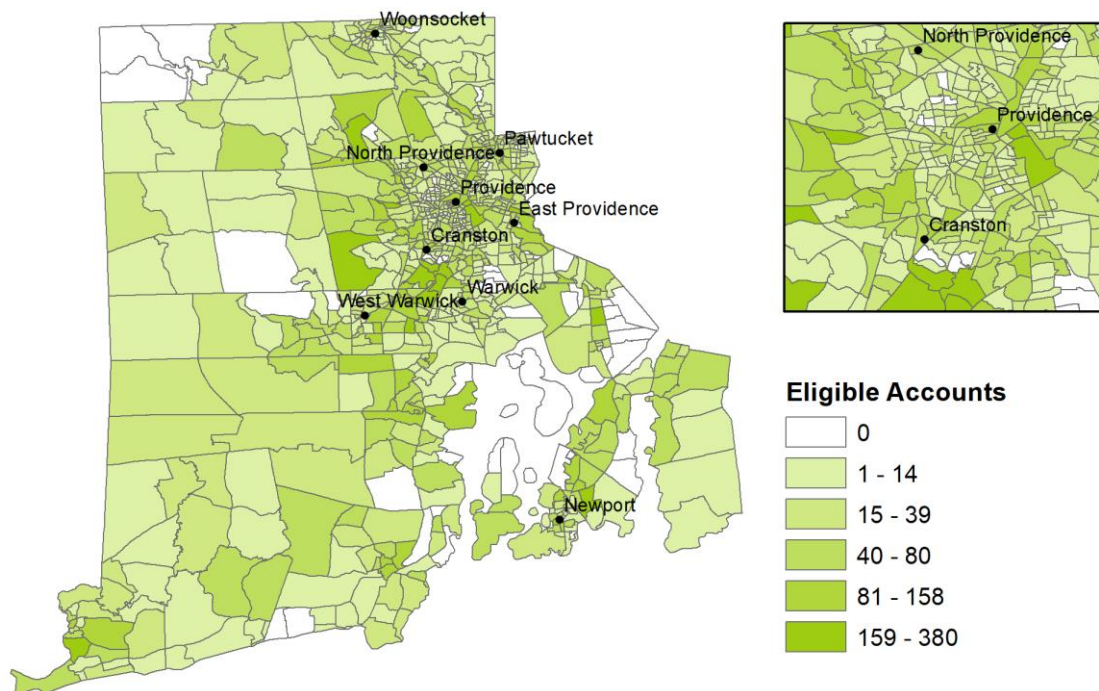 Woonsocket
Pawtucket
North Providence
Providence
East Providence
Cranston
Warwick
West Warwick
Newport
North Providence
Providence
Cranston
Eligible Accounts
0
1 - 14
15 - 39
40 - 80
81 - 158
159 - 380